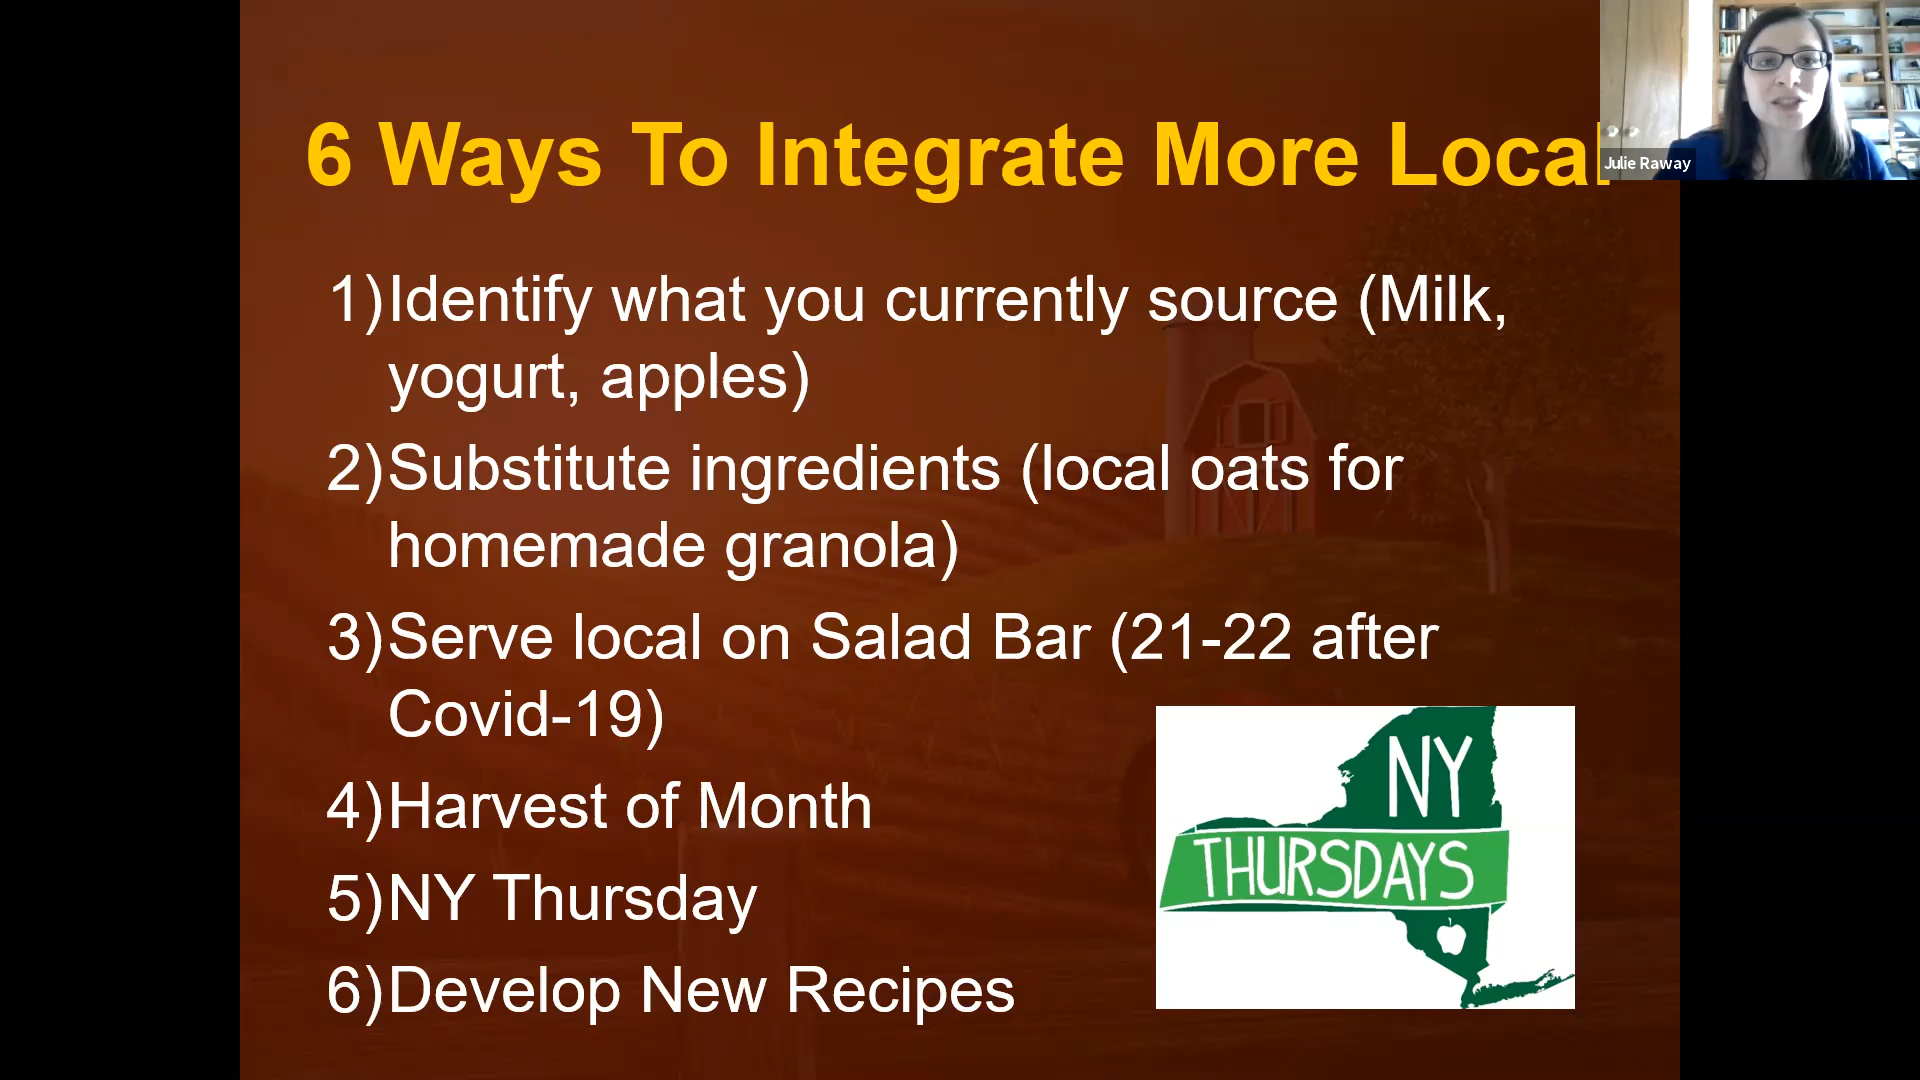 6 Ways To Integrate More Local
Julie Raway
1) Identify what you currently source (Milk,
yogurt, apples)
2) Substitute ingredients (local oats for
homemade granola)
3) Serve local on Salad Bar (21-22 after
Covid-19)
4) Harvest of Month
5) NY Thursday
6) Develop New Recipes
NY
THURSDAYS